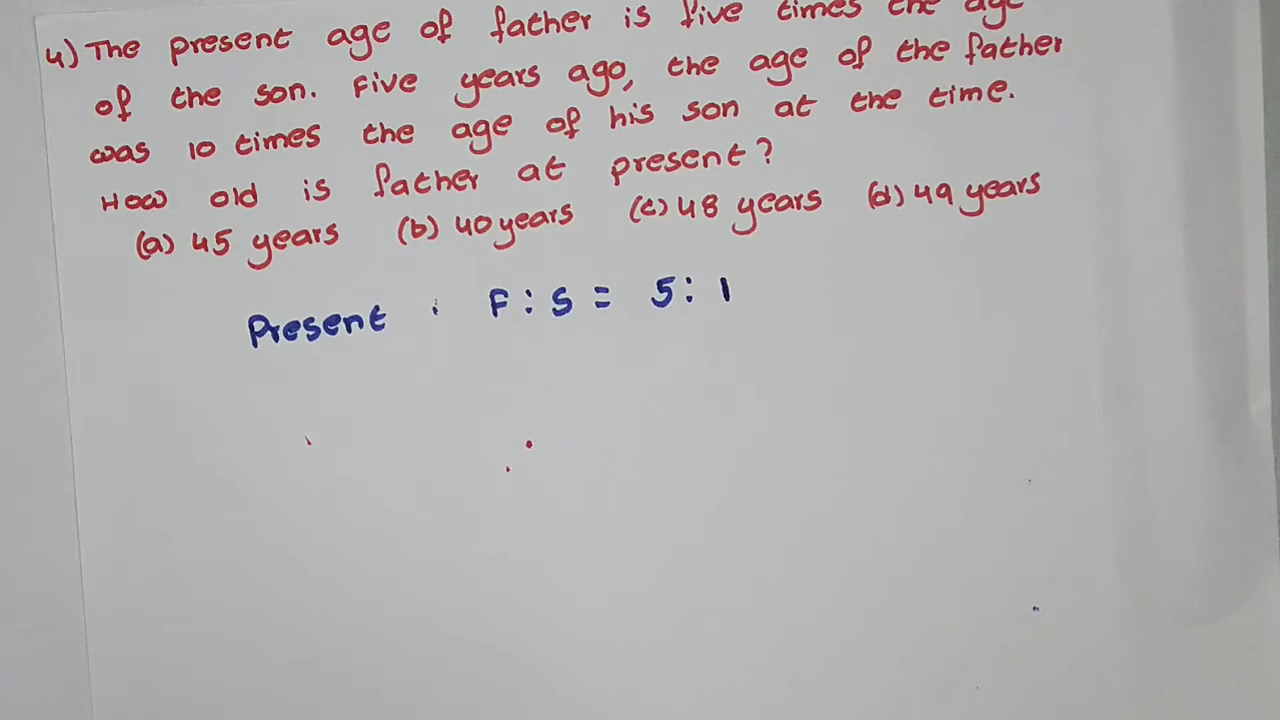 4) The present age of father is five times the age
of the son. Five years ago, the age of the father
was 10 times the age of his son at the time.
How old is father at present?
(a) 45 years (b) 40 years (c) 48 years (d) 49 years
Present : F : S = 5 : 1